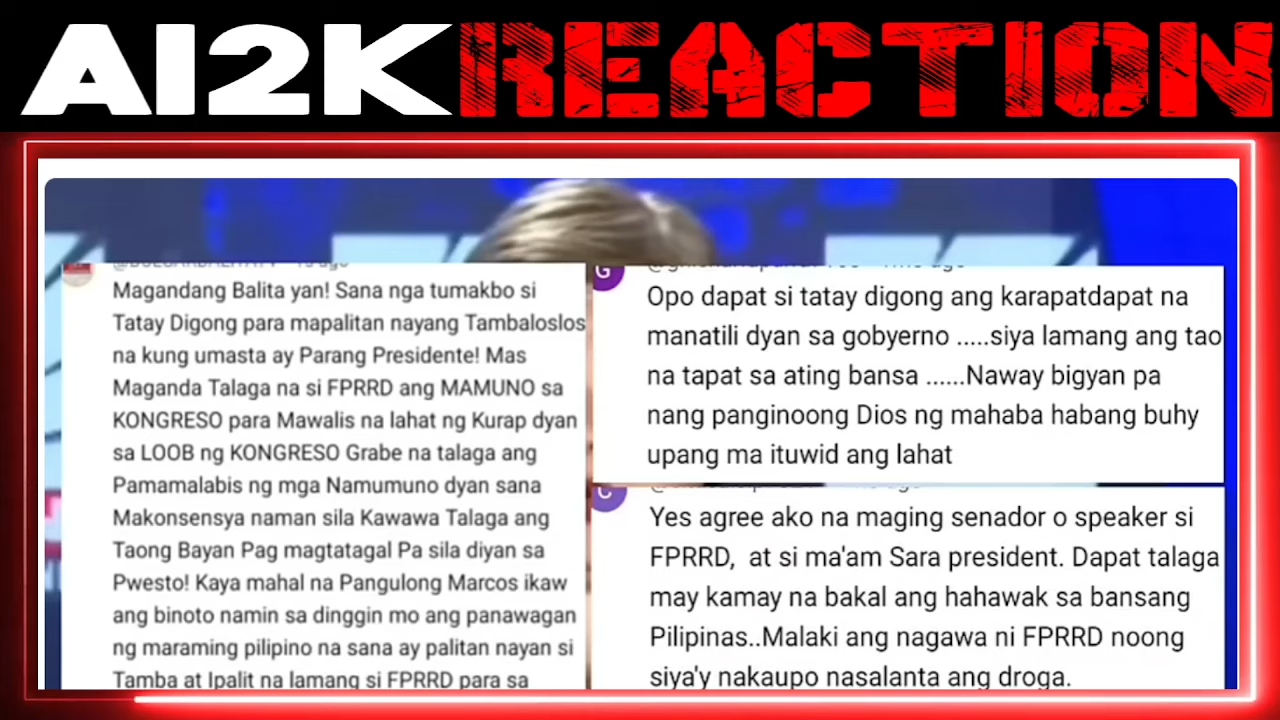 AI2KREACTION
Magandang Balita yan! Sana nga tumakbo si
Tatay Digong para mapalitan nayang Tambaloslos
na kung umasta ay Parang Presidente! Mas
Maganda Talaga na si FPRRD ang MAMUNO sa
KONGRESO para Mawalis na lahat ng Kurap dyan
sa LOOB ng KONGRESO Grabe na talaga ang
Pamamalabis ng mga Namumuno dyan sana
Makonsensya naman sila Kawawa Talaga ang
Taong Bayan Pag magtatagal Pa sila diyan sa
Pwesto! Kaya mahal na Pangulong Marcos ikaw
ang binoto namin sa dinggin mo ang panawagan
ng maraming pilipino na sana ay palitan nayan si
Tamba at Ipalit na lamang si FPRRD para sa
G
Opo dapat si tatay digong ang karapatdapat na
manatili dyan sa gobyerno .....siya lamang ang tao
na tapat sa ating bansa ......Naway bigyan pa
nang panginoong Dios ng mahaba habang buhy
upang ma ituwid ang lahat
Yes agree ako na maging senador o speaker si
FPRRD, at si ma'am Sara president. Dapat talaga
may kamay na bakal ang hahawak sa bansang
Pilipinas..Malaki ang nagawa ni FPRRD noong
siya'y nakaupo nasalanta ang droga.